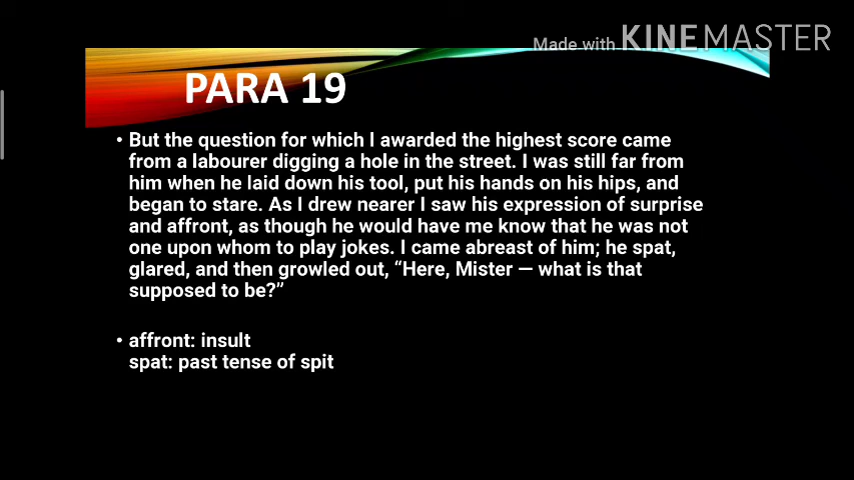 Made with KINEMASTER
PARA 19
• But the question for which I awarded the highest score came
from a labourer digging a hole in the street. I was still far from
him when he laid down his tool, put his hands on his hips, and
began to stare. As I drew nearer I saw his expression of surprise
and affront, as though he would have me know that he was not
one upon whom to play jokes. I came abreast of him; he spat,
glared, and then growled out, “Here, Mister — what is that
supposed to be?”
• affront: insult
spat: past tense of spit